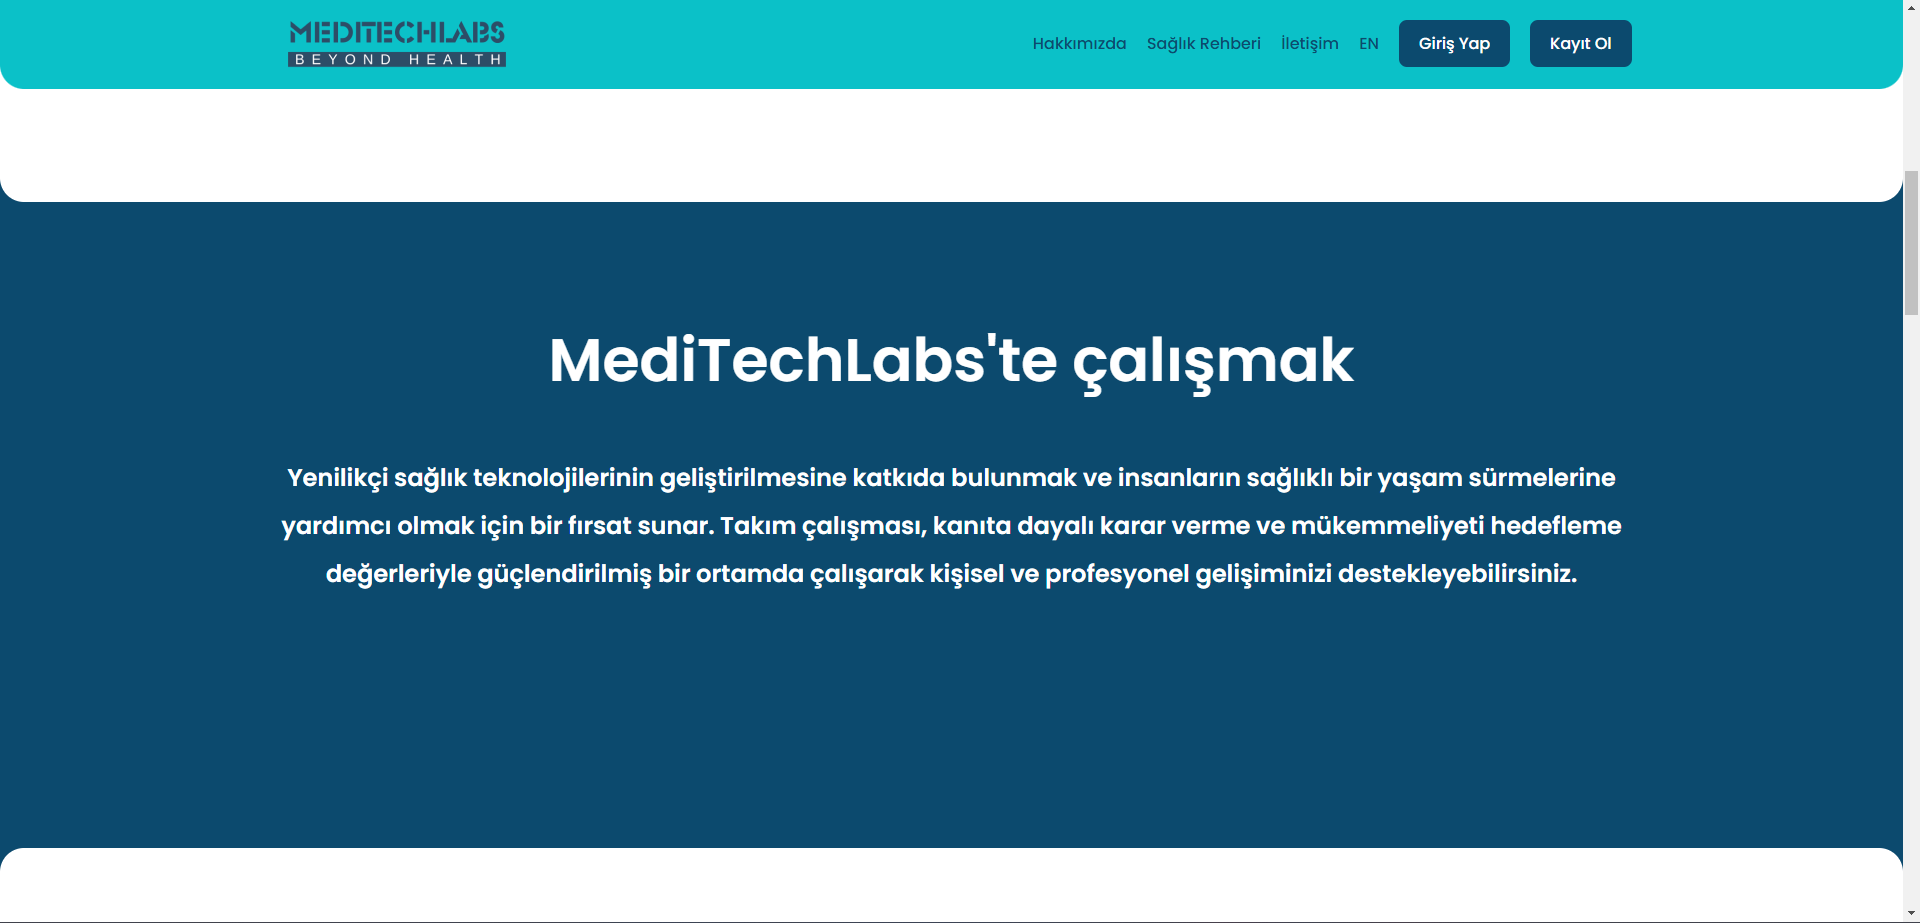 MEDITECHLABS
BEYOND HEALTH
Hakkımızda Sağlık Rehberi İletişim EN Giriş Yap Kayıt Ol
MediTechLabs'te çalışmak
Yenilikçi sağlık teknolojilerinin geliştirilmesine katkıda bulunmak ve insanların sağlıklı bir yaşam sürmelerine
yardımcı olmak için bir fırsat sunar. Takım çalışması, kanıta dayalı karar verme ve mükemmeliyeti hedefleme
değerleriyle güçlendirilmiş bir ortamda çalışarak kişisel ve profesyonel gelişiminizi destekleyebilirsiniz.